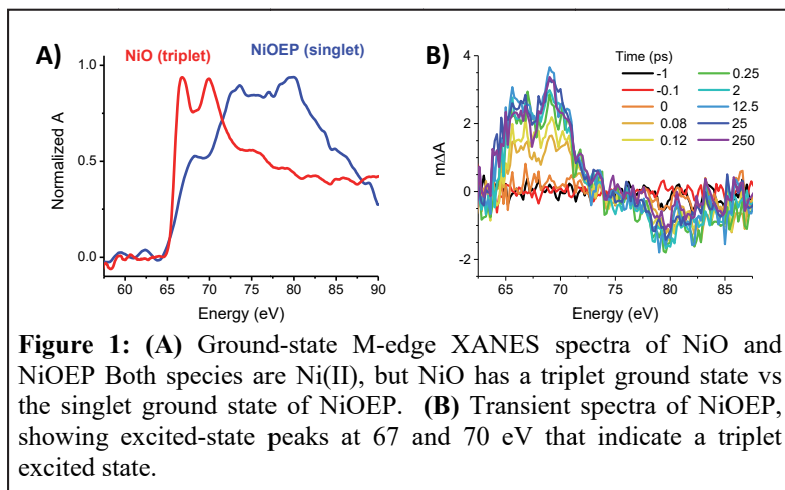 A)
NiO (triplet)
NiOEP (singlet)
1.0
0.5
0.0
Normalized A
60 65 70 75 80 85 90
Energy (eV)
B)
4
2
0
-2
mΔA
Time (ps)
-1
-0.1
0
0.08
0.12
0.25
2
12.5
25
250
65 70 75 80 85
Energy (eV)
Figure 1: (A) Ground-state M-edge XANES spectra of NiO and
NiOEP Both species are Ni(II), but NiO has a triplet ground state vs
the singlet ground state of NiOEP. (B) Transient spectra of NiOEP,
showing excited-state peaks at 67 and 70 eV that indicate a triplet
excited state.